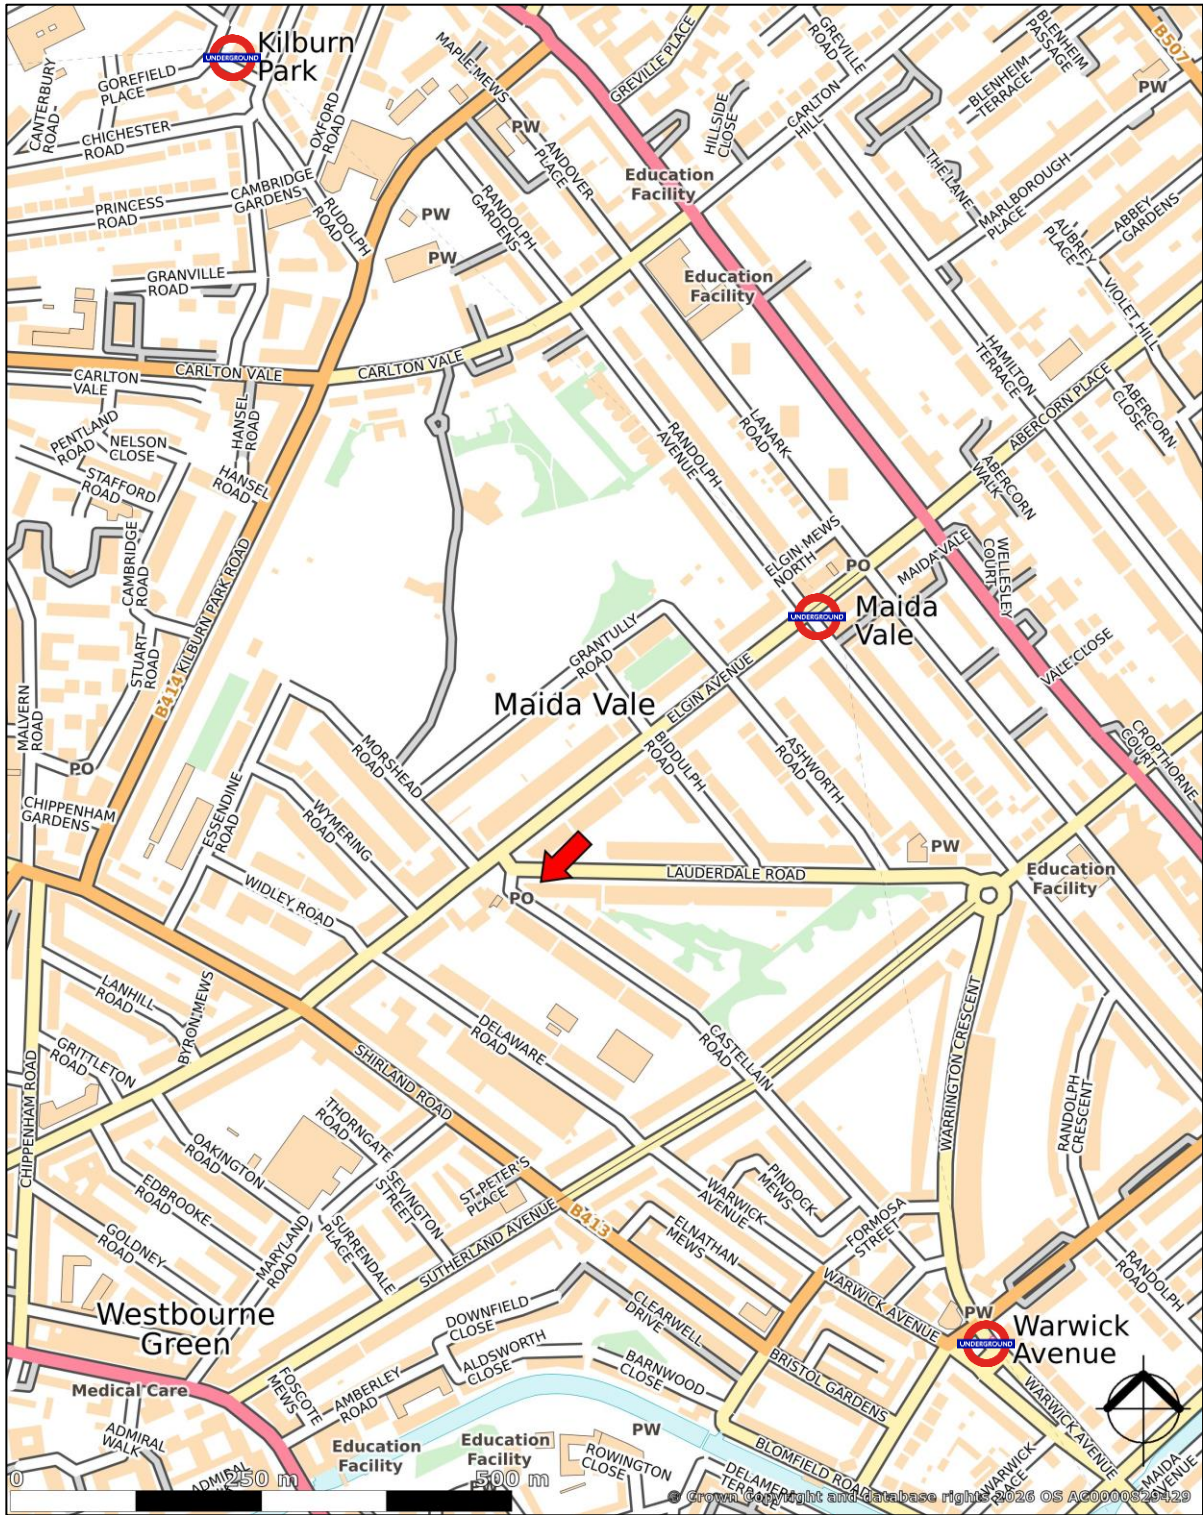 Kilburn
Park
UNDERGROUND
CANTERBURY
ROAD
GOREFIELD
PLACE
CHICHESTER
ROAD
OXFORD
ROAD
CAMBRIDGE
GARDENS
PRINCESS
ROAD
RUDOLPH
ROAD
GRANVILLE
ROAD
MAPLE MEWS
PW
ANDOVER
PLACE
RANDOLPH
GARDENS
PW
PW
GREVILLE PLACE
GREVILLE
ROAD
HILLSIDE
CLOSE
CARLTON
HILL
Education
Facility
Education
Facility
BLENHEIM
PASSAGE
BLENHEIM
TERRACE
B507
PW
THE LANE
MARLBOROUGH
PLACE
ABBEY
GARDENS
AUBREY
PLACE
VIOLET HILL
HAMILTON
TERRACE
ABERCORN PLACE
ABERCORN
CLOSE
ABERCORN
WALK
CARLTON VALE
CARLTON VALE
CARLTON
VALE
PENTLAND
ROAD
NELSON
CLOSE
STAFFORD
ROAD
HANSEL
ROAD
HANSEL
ROAD
CAMBRIDGE
ROAD
STUART
ROAD
KILBURN PARK ROAD
B414
MALVERN
ROAD
PO
CHIPPENHAM
GARDENS
LANARK
ROAD
RANDOLPH
AVENUE
ELGIN MEWS
NORTH
PO
MAIDA VALE
WELLESLEY
COURT
UNDERGROUND
Maida
Vale
VALE CLOSE
CROPTHORNE
COURT
GRANTULLY
ROAD
Maida Vale
ELGIN AVENUE
BIDDULPH
ROAD
ASHWORTH
ROAD
MORSHEAD
ROAD
ESSENDINE
ROAD
WYMERING
ROAD
WIDLEY ROAD
PO
LAUDERDALE ROAD
PW
Education
Facility
LANHILL
ROAD
BYRON MEWS
GRITTLETON
ROAD
CHIPPENHAM ROAD
SHIRLAND ROAD
DELAWARE
ROAD
CASTELLAIN
ROAD
WARRINGTON CRESCENT
RANDOLPH
CRESCENT
THORNGATE
ROAD
OAKINGTON
ROAD
SEVINGTON
STREET
ST PETER'S
PLACE
EDBROOKE
ROAD
GOLDNEY
ROAD
MARYLAND
ROAD
SURRENDALE
PLACE
SUTHERLAND AVENUE
B413
WARWICK
AVENUE
PINDOCK
MEWS
ELNATHAN
MEWS
FORMOSA
STREET
WARWICK AVENUE
RANDOLPH
ROAD
Westbourne
Green
DOWNFIELD
CLOSE
CLEARWELL
DRIVE
PW
UNDERGROUND
Warwick
Avenue
ALDSWORTH
CLOSE
BARNWOOD
CLOSE
BRISTOL GARDENS
Medical Care
FOSCOTE
MEWS
AMBERLEY
ROAD
WARWICK AVENUE
ADMIRAL
WALK
Education
Facility
Education
Facility
PW
ROWINGTON
CLOSE
BLOMFIELD ROAD
WARWICK
PLACE
MAIDA
AVENUE
ADMIRAL
DELAMERE
TERRACE
0 250 m 500 m
© Crown Copyright and database rights 2026 OS AC0000829429